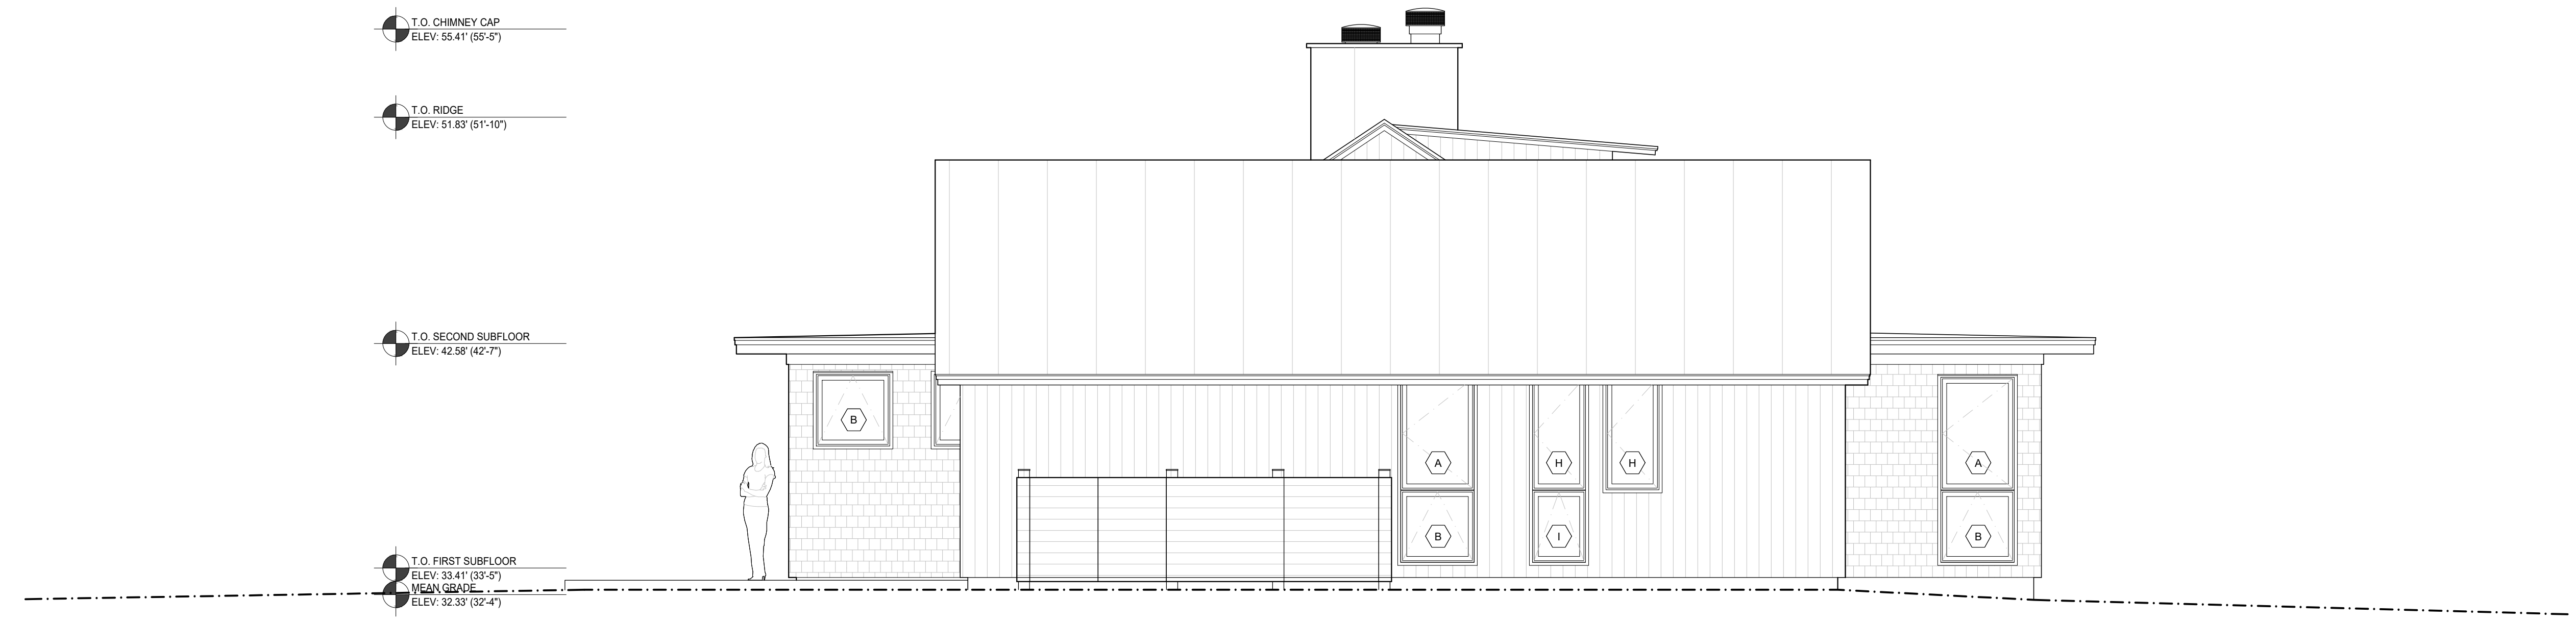 T.O. CHIMNEY CAP
ELEV: 55.41' (55'-5")
T.O. RIDGE
ELEV: 51.83' (51'-10")
T.O. SECOND SUBFLOOR
ELEV: 42.58' (42'-7")
B
A
H
H
A
B
I
B
T.O. FIRST SUBFLOOR
ELEV: 33.41' (33'-5")
MEAN GRADE
ELEV: 32.33' (32'-4")